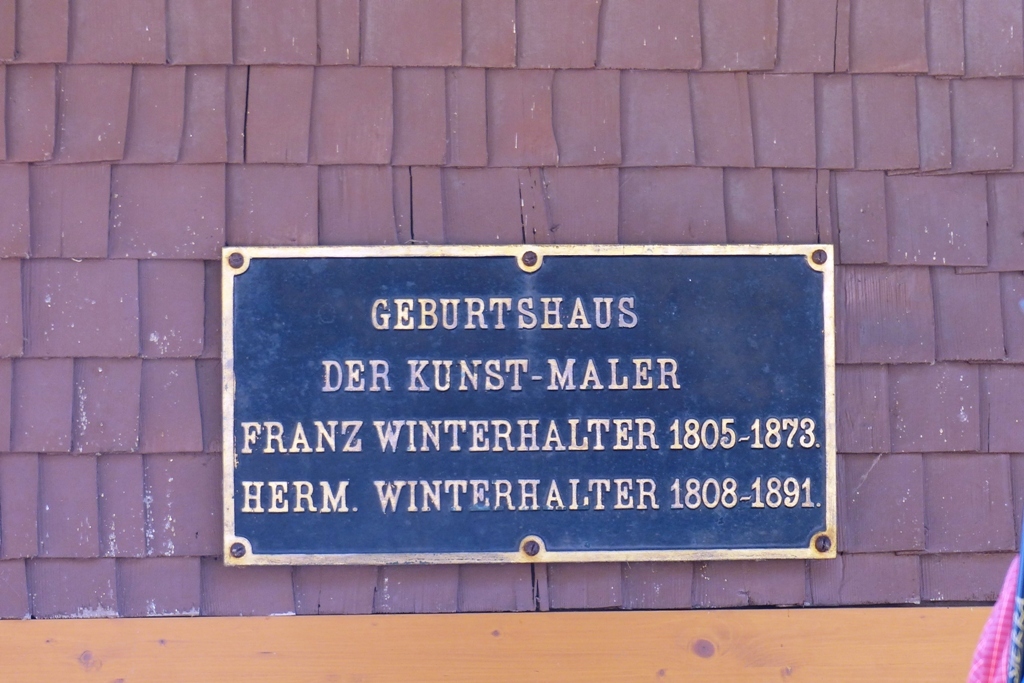 GEBURTSHAUS
DER KUNST-MALER
FRANZ WINTERHALTER 1805-1873.
HERM. WINTERHALTER 1808-1891.